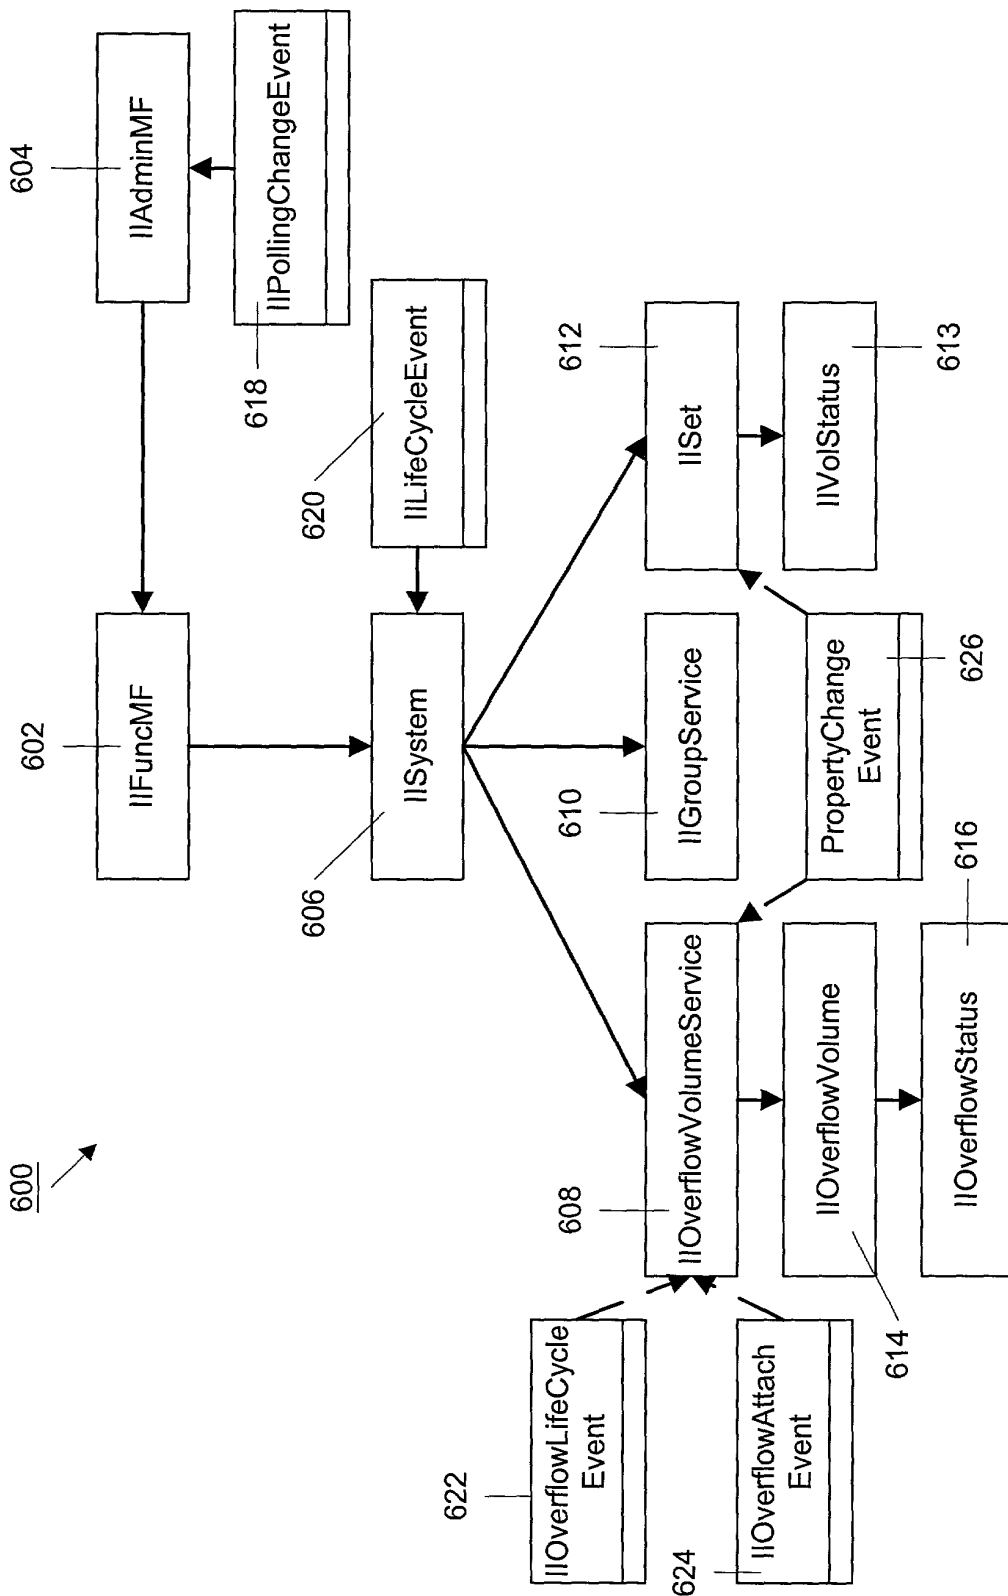 600
602
IIFuncMF
604
IIAdminMF
618
IIPollingChangeEvent
620
IILifeCycleEvent
606
IISystem
622
IIOverflowLifeCycle
Event
608
IIOverflowVolumeService
610
IIGroupService
612
IISet
624
IIOverflowAttach
Event
614
IIOverflowVolume
PropertyChange
Event
626
613
IIVolStatus
616
IIOverflowStatus